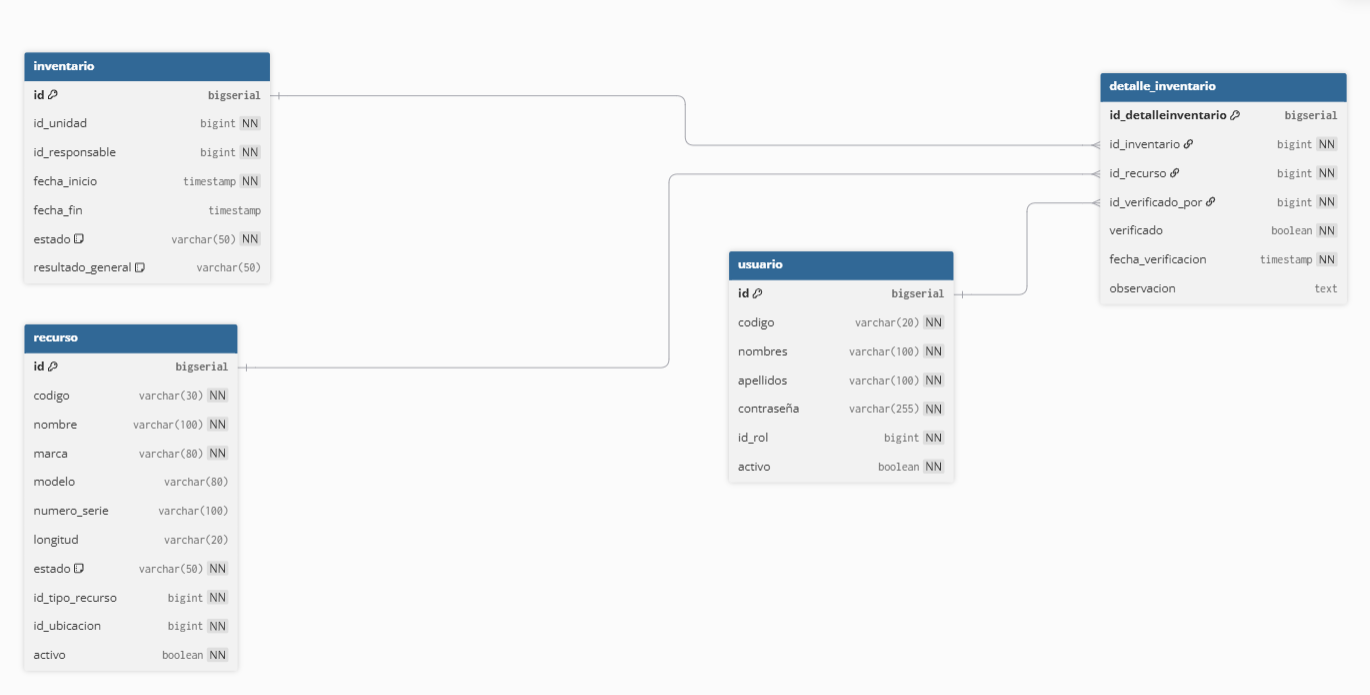 inventario
id bigserial
id_unidad bigint NN
id_responsable bigint NN
fecha_inicio timestamp NN
fecha_fin timestamp
estado varchar(50) NN
resultado_general varchar(50)
recurso
id bigserial
codigo varchar(30) NN
nombre varchar(100) NN
marca varchar(80) NN
modelo varchar(80)
numero_serie varchar(100)
longitud varchar(20)
estado varchar(50) NN
id_tipo_recurso bigint NN
id_ubicacion bigint NN
activo boolean NN
usuario
id bigserial
codigo varchar(20) NN
nombres varchar(100) NN
apellidos varchar(100) NN
contraseña varchar(255) NN
id_rol bigint NN
activo boolean NN
detalle_inventario
id_detalleinventario bigserial
id_inventario bigint NN
id_recurso bigint NN
id_verificado_por bigint NN
verificado boolean NN
fecha_verificacion timestamp NN
observacion text